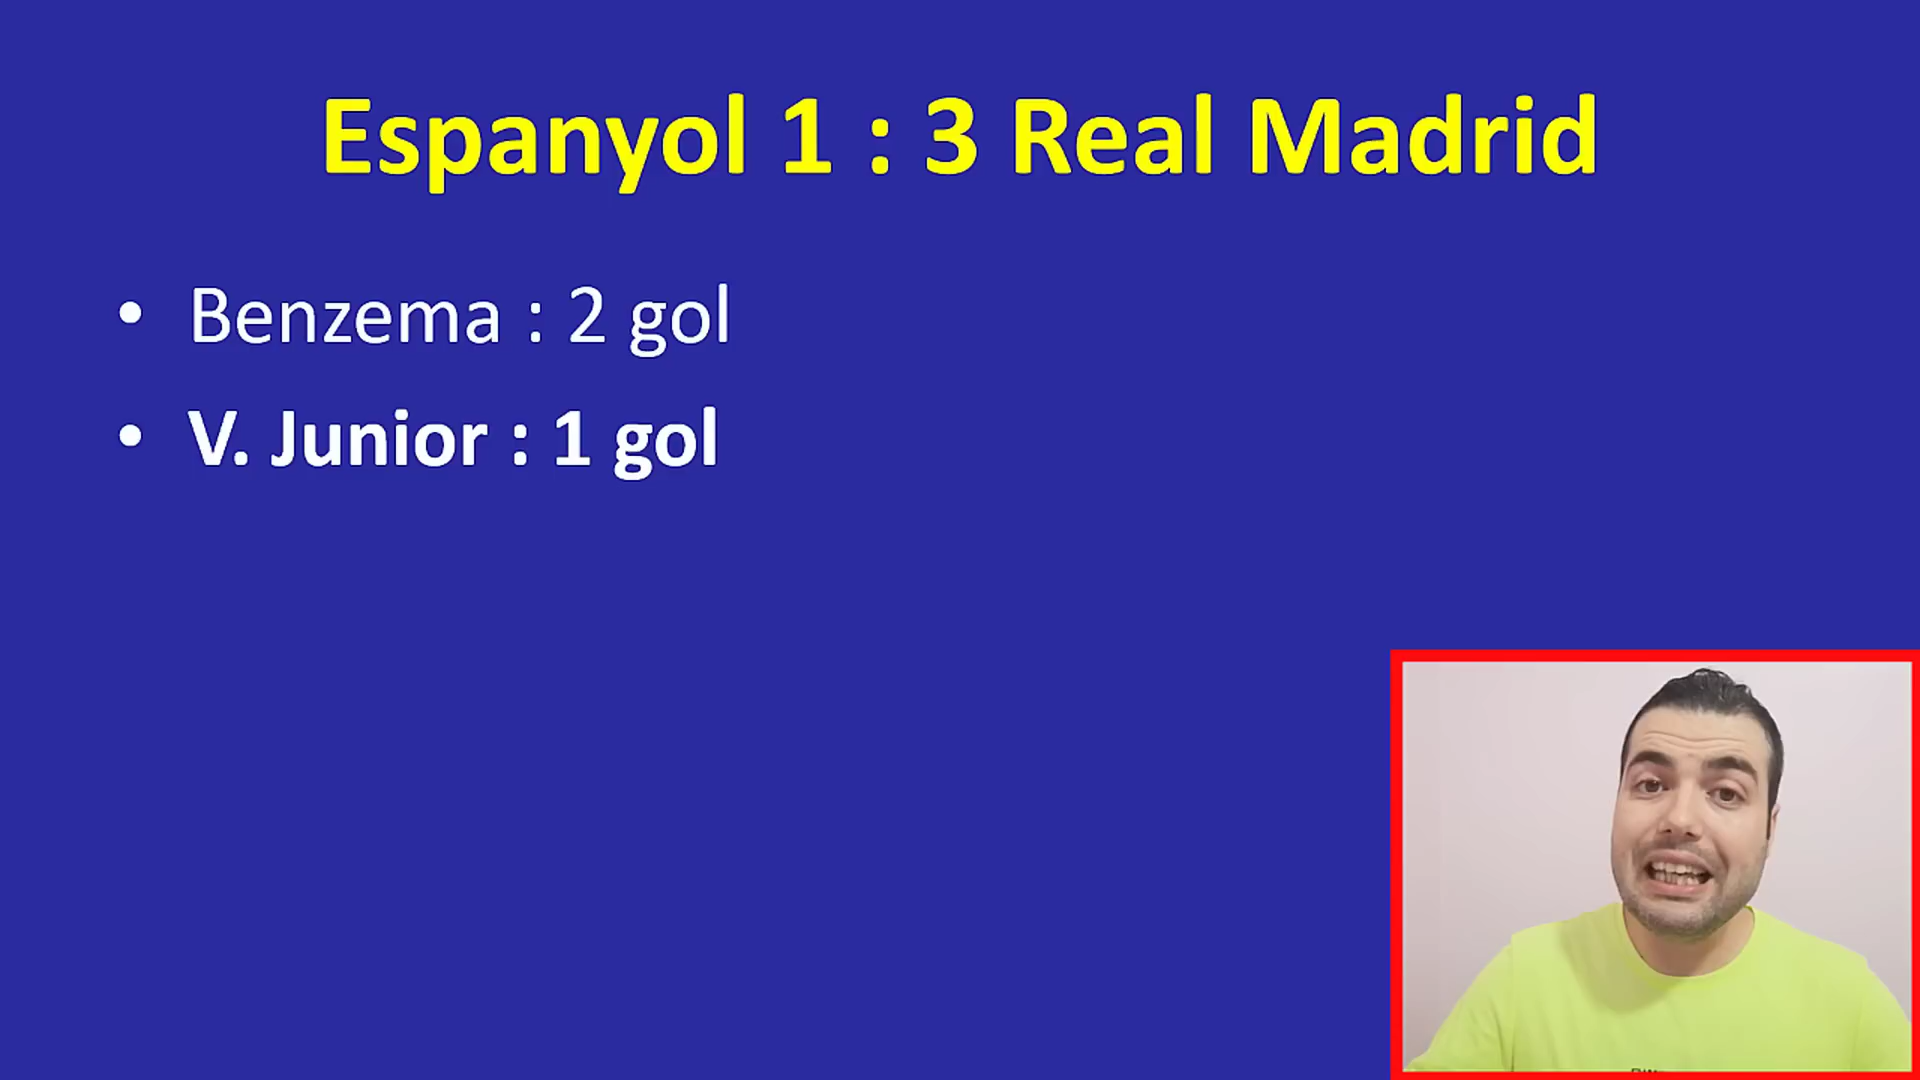 Espanyol 1 : 3 Real Madrid
• Benzema : 2 gol
• V. Junior : 1 gol